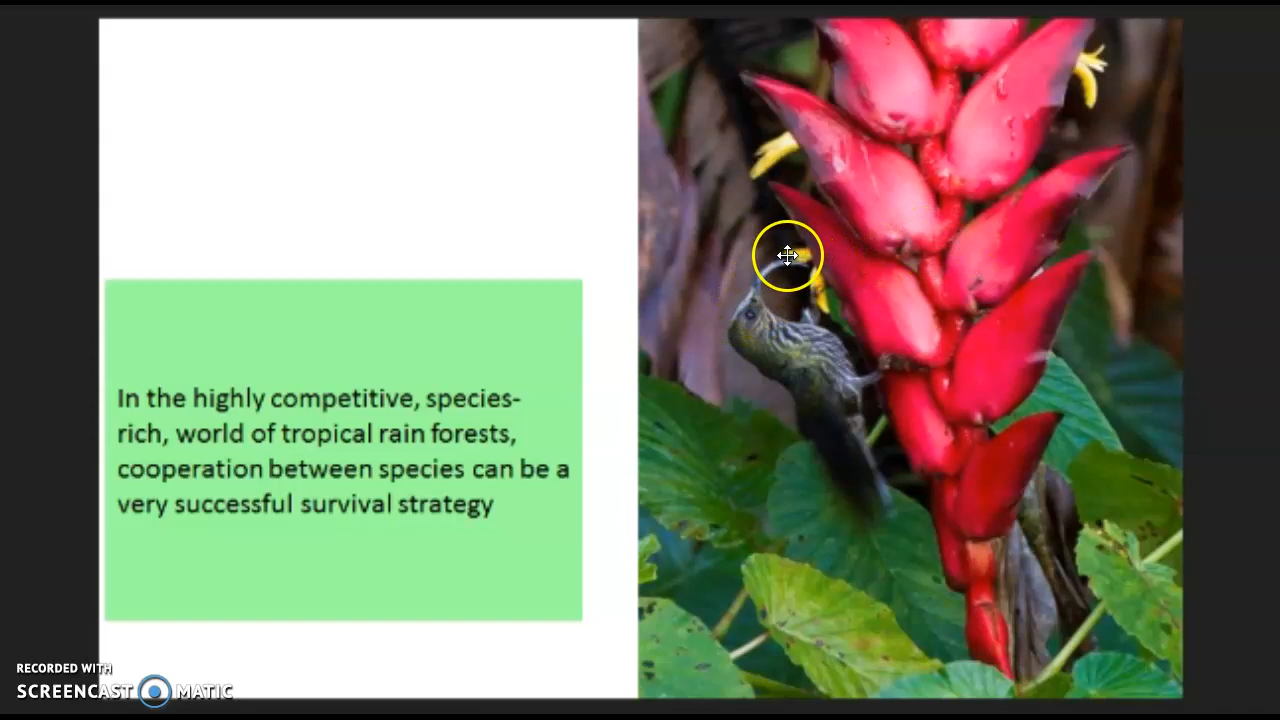 In the highly competitive, species-
rich, world of tropical rain forests,
cooperation between species can be a
very successful survival strategy
RECORDED WITH
SCREENCAST MATIC